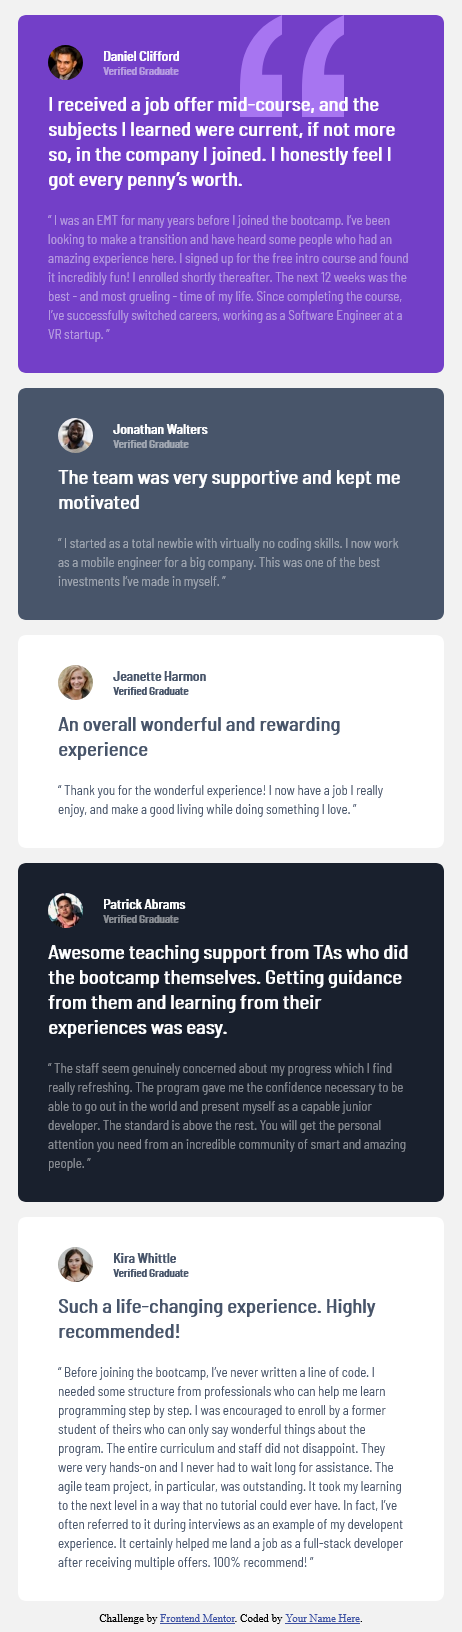 Daniel Clifford
Verified Graduate
I received a job offer mid-course, and the
subjects I learned were current, if not more
so, in the company I joined. I honestly feel I
got every penny’s worth.
“ I was an EMT for many years before I joined the bootcamp. I’ve been
looking to make a transition and have heard some people who had an
amazing experience here. I signed up for the free intro course and found
it incredibly fun! I enrolled shortly thereafter. The next 12 weeks was the
best - and most grueling - time of my life. Since completing the course,
I’ve successfully switched careers, working as a Software Engineer at a
VR startup. ”
Jonathan Walters
Verified Graduate
The team was very supportive and kept me
motivated
“ I started as a total newbie with virtually no coding skills. I now work
as a mobile engineer for a big company. This was one of the best
investments I’ve made in myself. ”
Jeanette Harmon
Verified Graduate
An overall wonderful and rewarding
experience
“ Thank you for the wonderful experience! I now have a job I really
enjoy, and make a good living while doing something I love. ”
Patrick Abrams
Verified Graduate
Awesome teaching support from TAs who did
the bootcamp themselves. Getting guidance
from them and learning from their
experiences was easy.
“ The staff seem genuinely concerned about my progress which I find
really refreshing. The program gave me the confidence necessary to be
able to go out in the world and present myself as a capable junior
developer. The standard is above the rest. You will get the personal
attention you need from an incredible community of smart and amazing
people. ”
Kira Whittle
Verified Graduate
Such a life-changing experience. Highly
recommended!
“ Before joining the bootcamp, I’ve never written a line of code. I
needed some structure from professionals who can help me learn
programming step by step. I was encouraged to enroll by a former
student of theirs who can only say wonderful things about the
program. The entire curriculum and staff did not disappoint. They
were very hands-on and I never had to wait long for assistance. The
agile team project, in particular, was outstanding. It took my learning
to the next level in a way that no tutorial could ever have. In fact, I’ve
often referred to it during interviews as an example of my developent
experience. It certainly helped me land a job as a full-stack developer
after receiving multiple offers. 100% recommend! ”
Challenge by Frontend Mentor. Coded by Your Name Here.